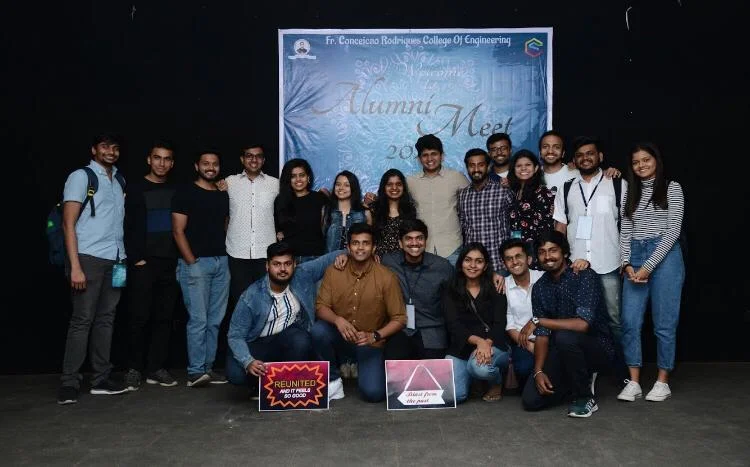 Fr. Conceicao Rodrigues College Of Engineering
Welcome
to
Alumni
Meet
REUNITED
AND IT FEELS
SO GOOD
Blast from
the past